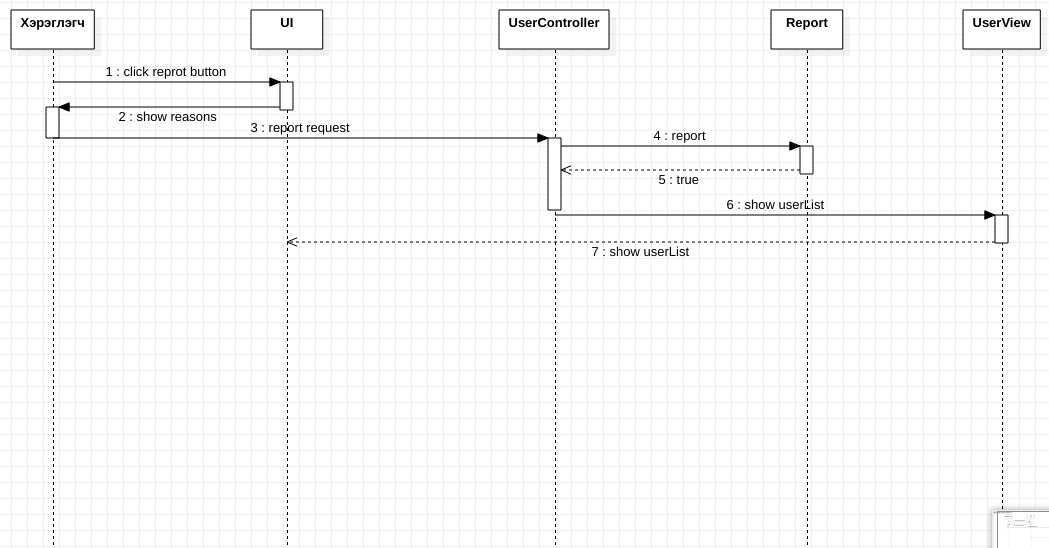 Хэрэглэгч
UI
UserController
Report
UserView
1 : click reprot button
2 : show reasons
3 : report request
4 : report
5 : true
6 : show userList
7 : show userList